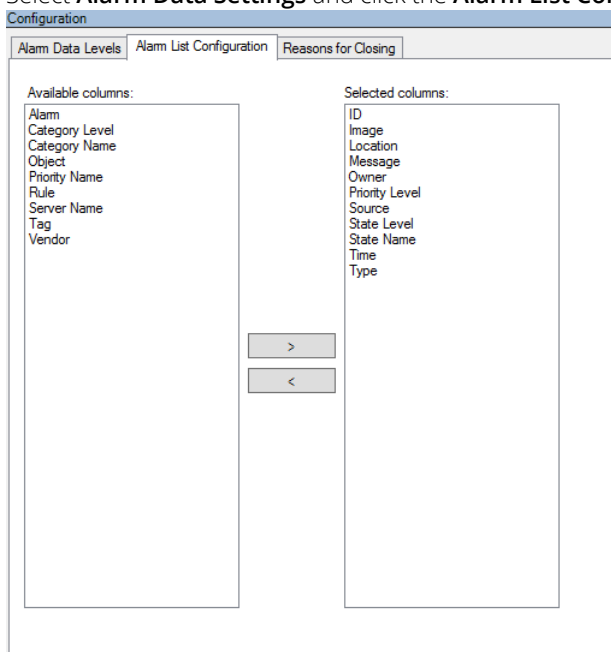 Select Alarm Data Settings and click the Alarm List Co
Configuration
Alarm Data Levels
Alarm List Configuration
Reasons for Closing
Available columns:
Alarm
Category Level
Category Name
Object
Priority Name
Rule
Server Name
Tag
Vendor
>
<
Selected columns:
ID
Image
Location
Message
Owner
Priority Level
Source
State Level
State Name
Time
Type